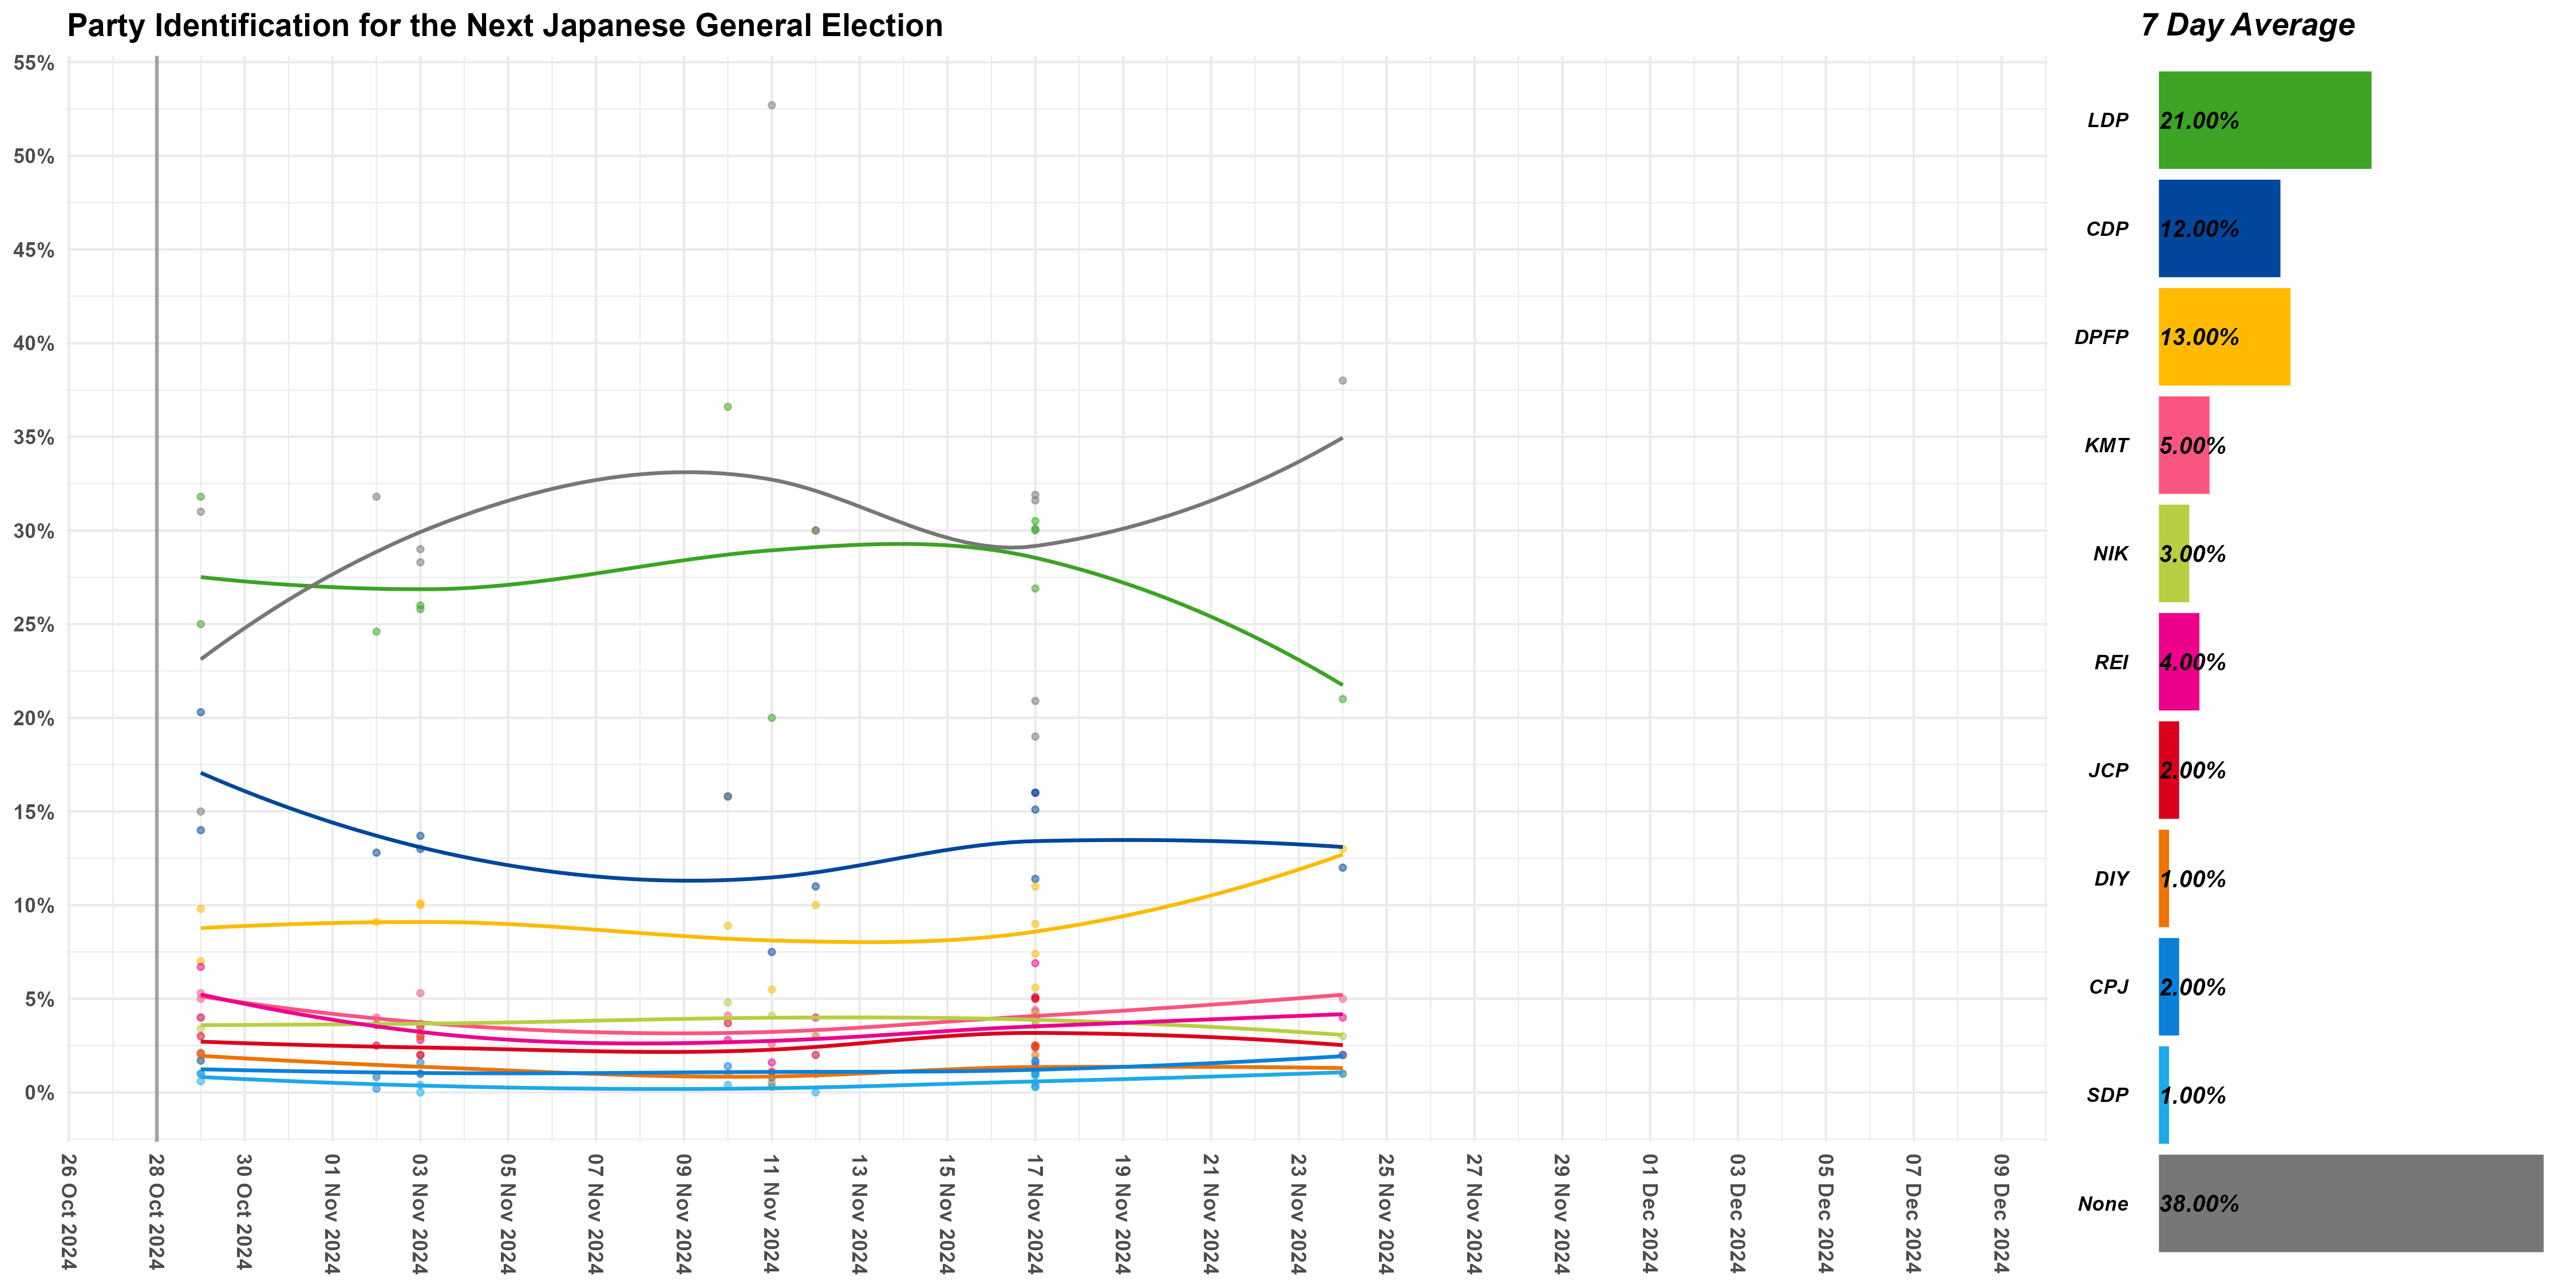 Party Identification for the Next Japanese General Election
7 Day Average
55%
50%
45%
40%
35%
30%
25%
20%
15%
10%
5%
0%
26 Oct 2024
28 Oct 2024
30 Oct 2024
01 Nov 2024
03 Nov 2024
05 Nov 2024
07 Nov 2024
09 Nov 2024
11 Nov 2024
13 Nov 2024
15 Nov 2024
17 Nov 2024
19 Nov 2024
21 Nov 2024
23 Nov 2024
25 Nov 2024
27 Nov 2024
29 Nov 2024
01 Dec 2024
03 Dec 2024
05 Dec 2024
07 Dec 2024
09 Dec 2024
LDP 21.00%
CDP 12.00%
DPFP 13.00%
KMT 5.00%
NIK 3.00%
REI 4.00%
JCP 2.00%
DIY 1.00%
CPJ 2.00%
SDP 1.00%
None 38.00%